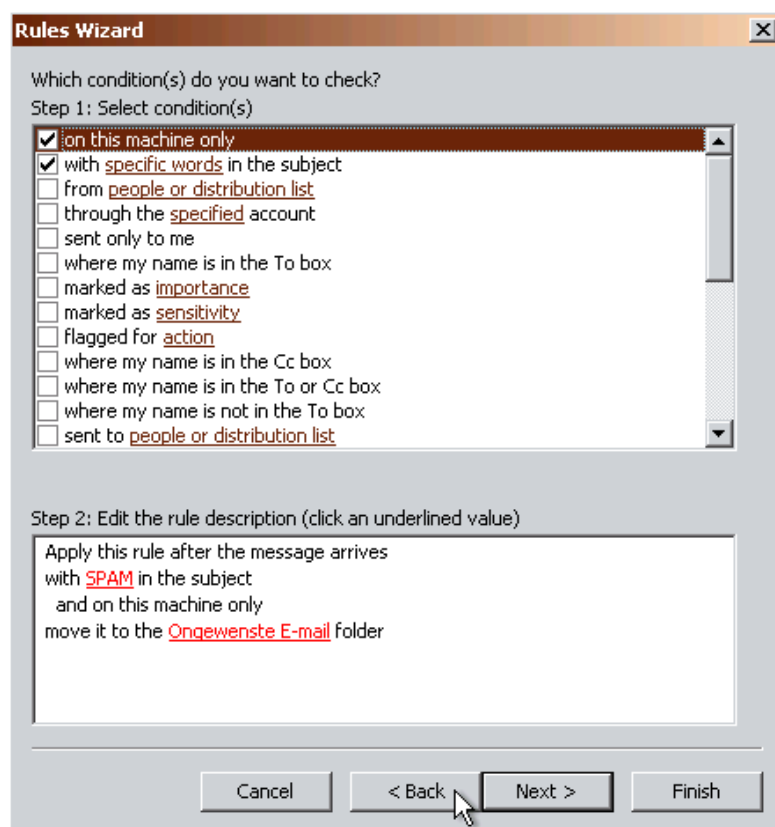 Rules Wizard
Which condition(s) do you want to check?
Step 1: Select condition(s)
on this machine only
with specific words in the subject
from people or distribution list
through the specified account
sent only to me
where my name is in the To box
marked as importance
marked as sensitivity
flagged for action
where my name is in the Cc box
where my name is in the To or Cc box
where my name is not in the To box
sent to people or distribution list
Step 2: Edit the rule description (click an underlined value)
Apply this rule after the message arrives
with SPAM in the subject
and on this machine only
move it to the Ongewenste E-mail folder
Cancel
< Back
Next >
Finish